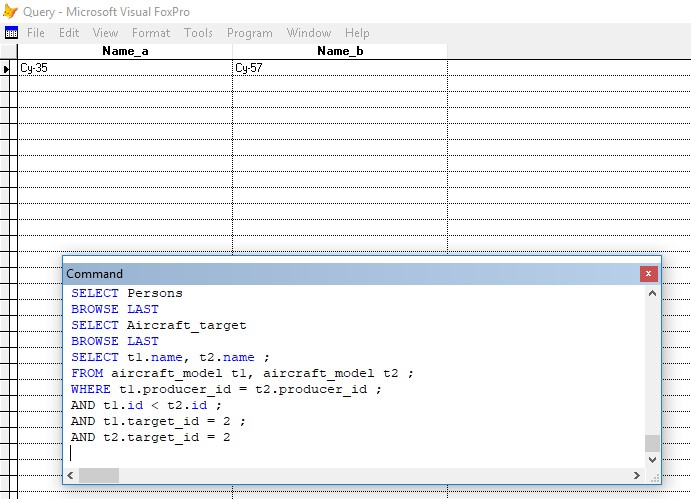 Query - Microsoft Visual FoxPro
File Edit View Format Tools Program Window Help
Name_a Name_b
Су-35 Су-57
Command
SELECT Persons
BROWSE LAST
SELECT Aircraft_target
BROWSE LAST
SELECT t1.name, t2.name ;
FROM aircraft_model t1, aircraft_model t2 ;
WHERE t1.producer_id = t2.producer_id ;
AND t1.id < t2.id ;
AND t1.target_id = 2 ;
AND t2.target_id = 2